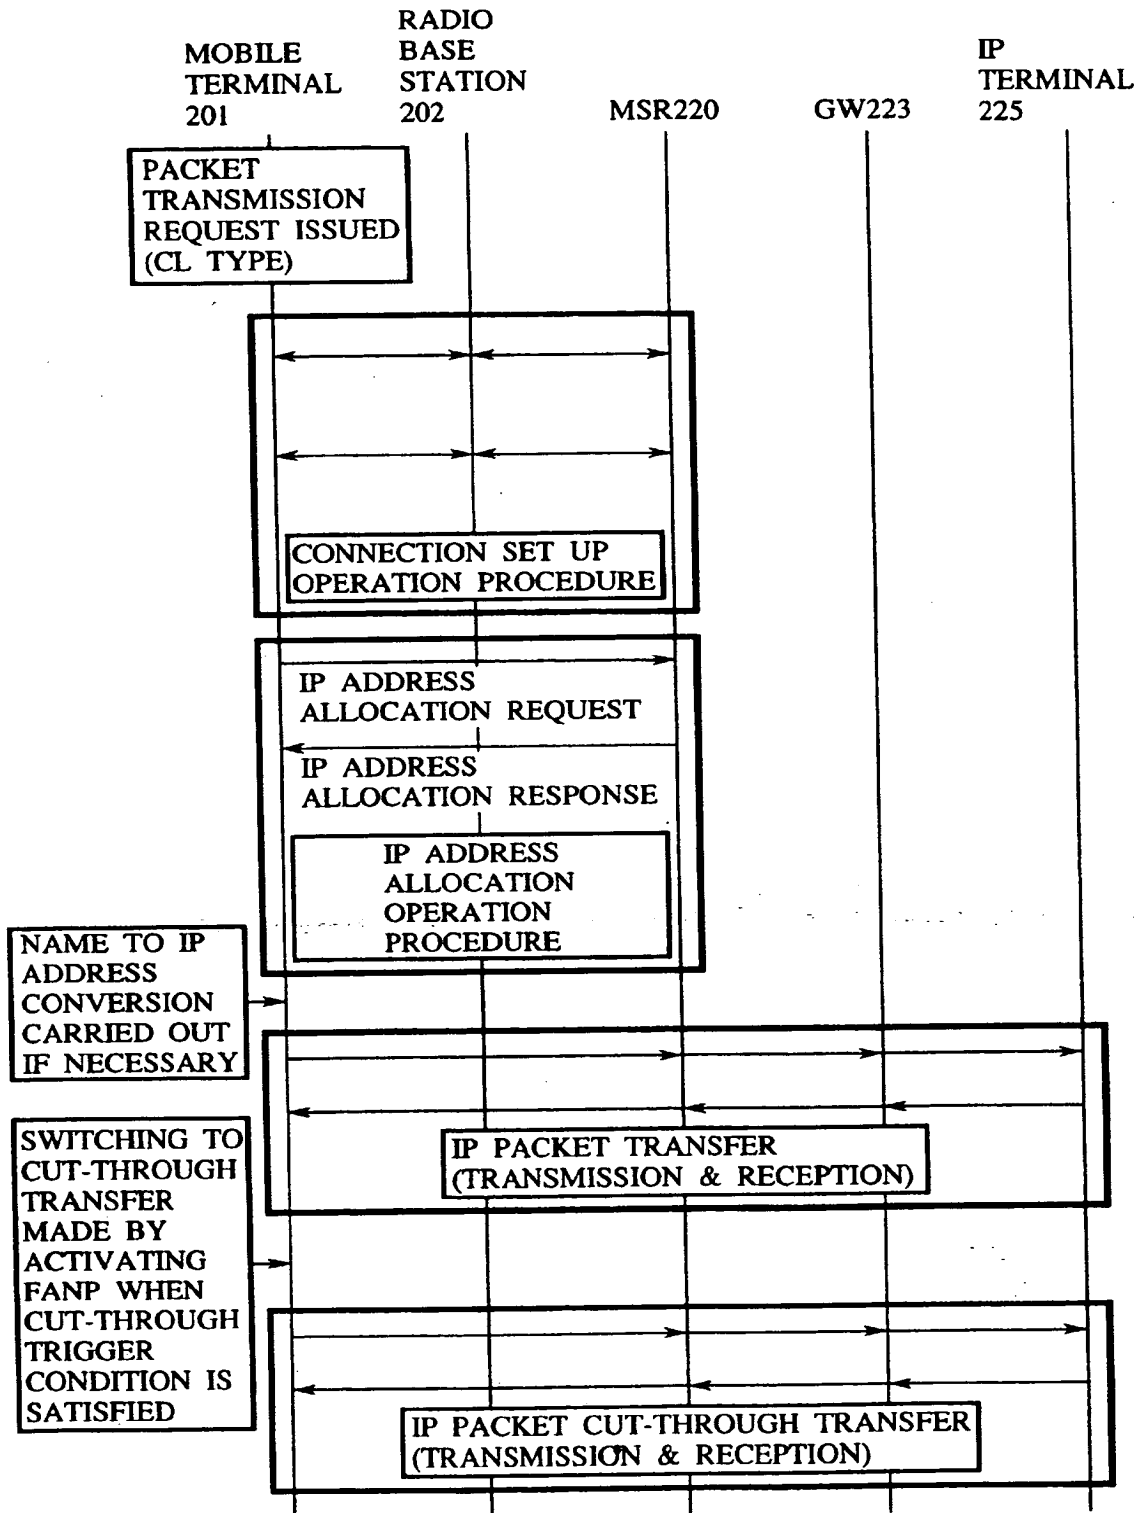 MOBILE
TERMINAL
201
RADIO
BASE
STATION
202
MSR220
GW223
IP
TERMINAL
225
PACKET
TRANSMISSION
REQUEST ISSUED
(CL TYPE)
CONNECTION SET UP
OPERATION PROCEDURE
IP ADDRESS
ALLOCATION REQUEST
IP ADDRESS
ALLOCATION RESPONSE
IP ADDRESS
ALLOCATION
OPERATION
PROCEDURE
NAME TO IP
ADDRESS
CONVERSION
CARRIED OUT
IF NECESSARY
IP PACKET TRANSFER
(TRANSMISSION & RECEPTION)
SWITCHING TO
CUT-THROUGH
TRANSFER
MADE BY
ACTIVATING
FANP WHEN
CUT-THROUGH
TRIGGER
CONDITION IS
SATISFIED
IP PACKET CUT-THROUGH TRANSFER
(TRANSMISSION & RECEPTION)